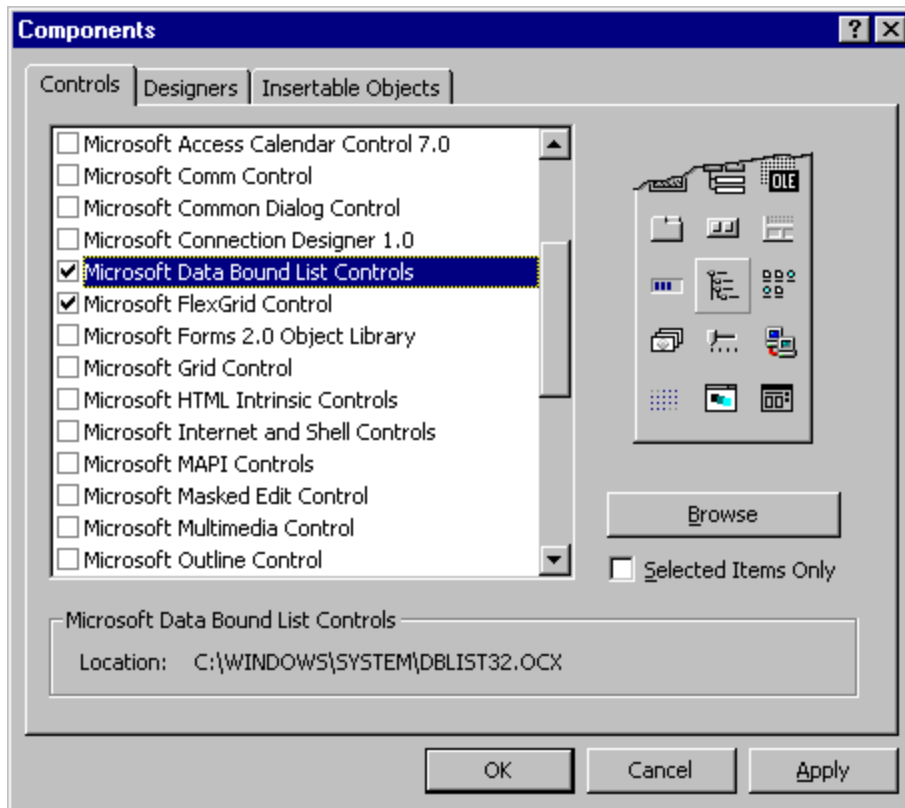 Components
Controls Designers Insertable Objects
Microsoft Access Calendar Control 7.0
Microsoft Comm Control
Microsoft Common Dialog Control
Microsoft Connection Designer 1.0
Microsoft Data Bound List Controls
Microsoft FlexGrid Control
Microsoft Forms 2.0 Object Library
Microsoft Grid Control
Microsoft HTML Intrinsic Controls
Microsoft Internet and Shell Controls
Microsoft MAPI Controls
Microsoft Masked Edit Control
Microsoft Multimedia Control
Microsoft Outline Control
OLE
Browse
Selected Items Only
Microsoft Data Bound List Controls
Location: C:\WINDOWS\SYSTEM\DBLIST32.OCX
OK Cancel Apply